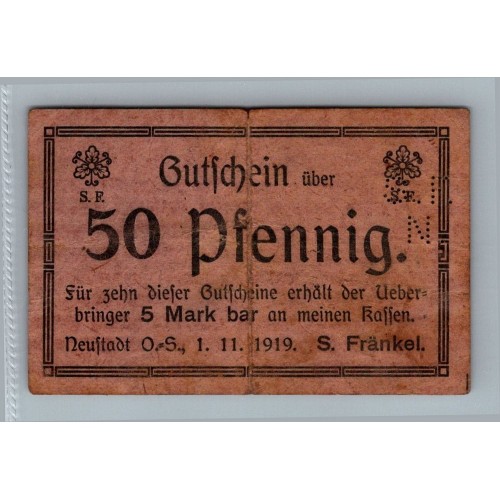 Gutschein über
S. F. S. F.
50 Pfennig.
N
Für zehn dieser Gutscheine erhält der Ueber-
bringer 5 Mark bar an meinen Kassen.
Neustadt O.-S., 1. 11. 1919. S. Fränkel.